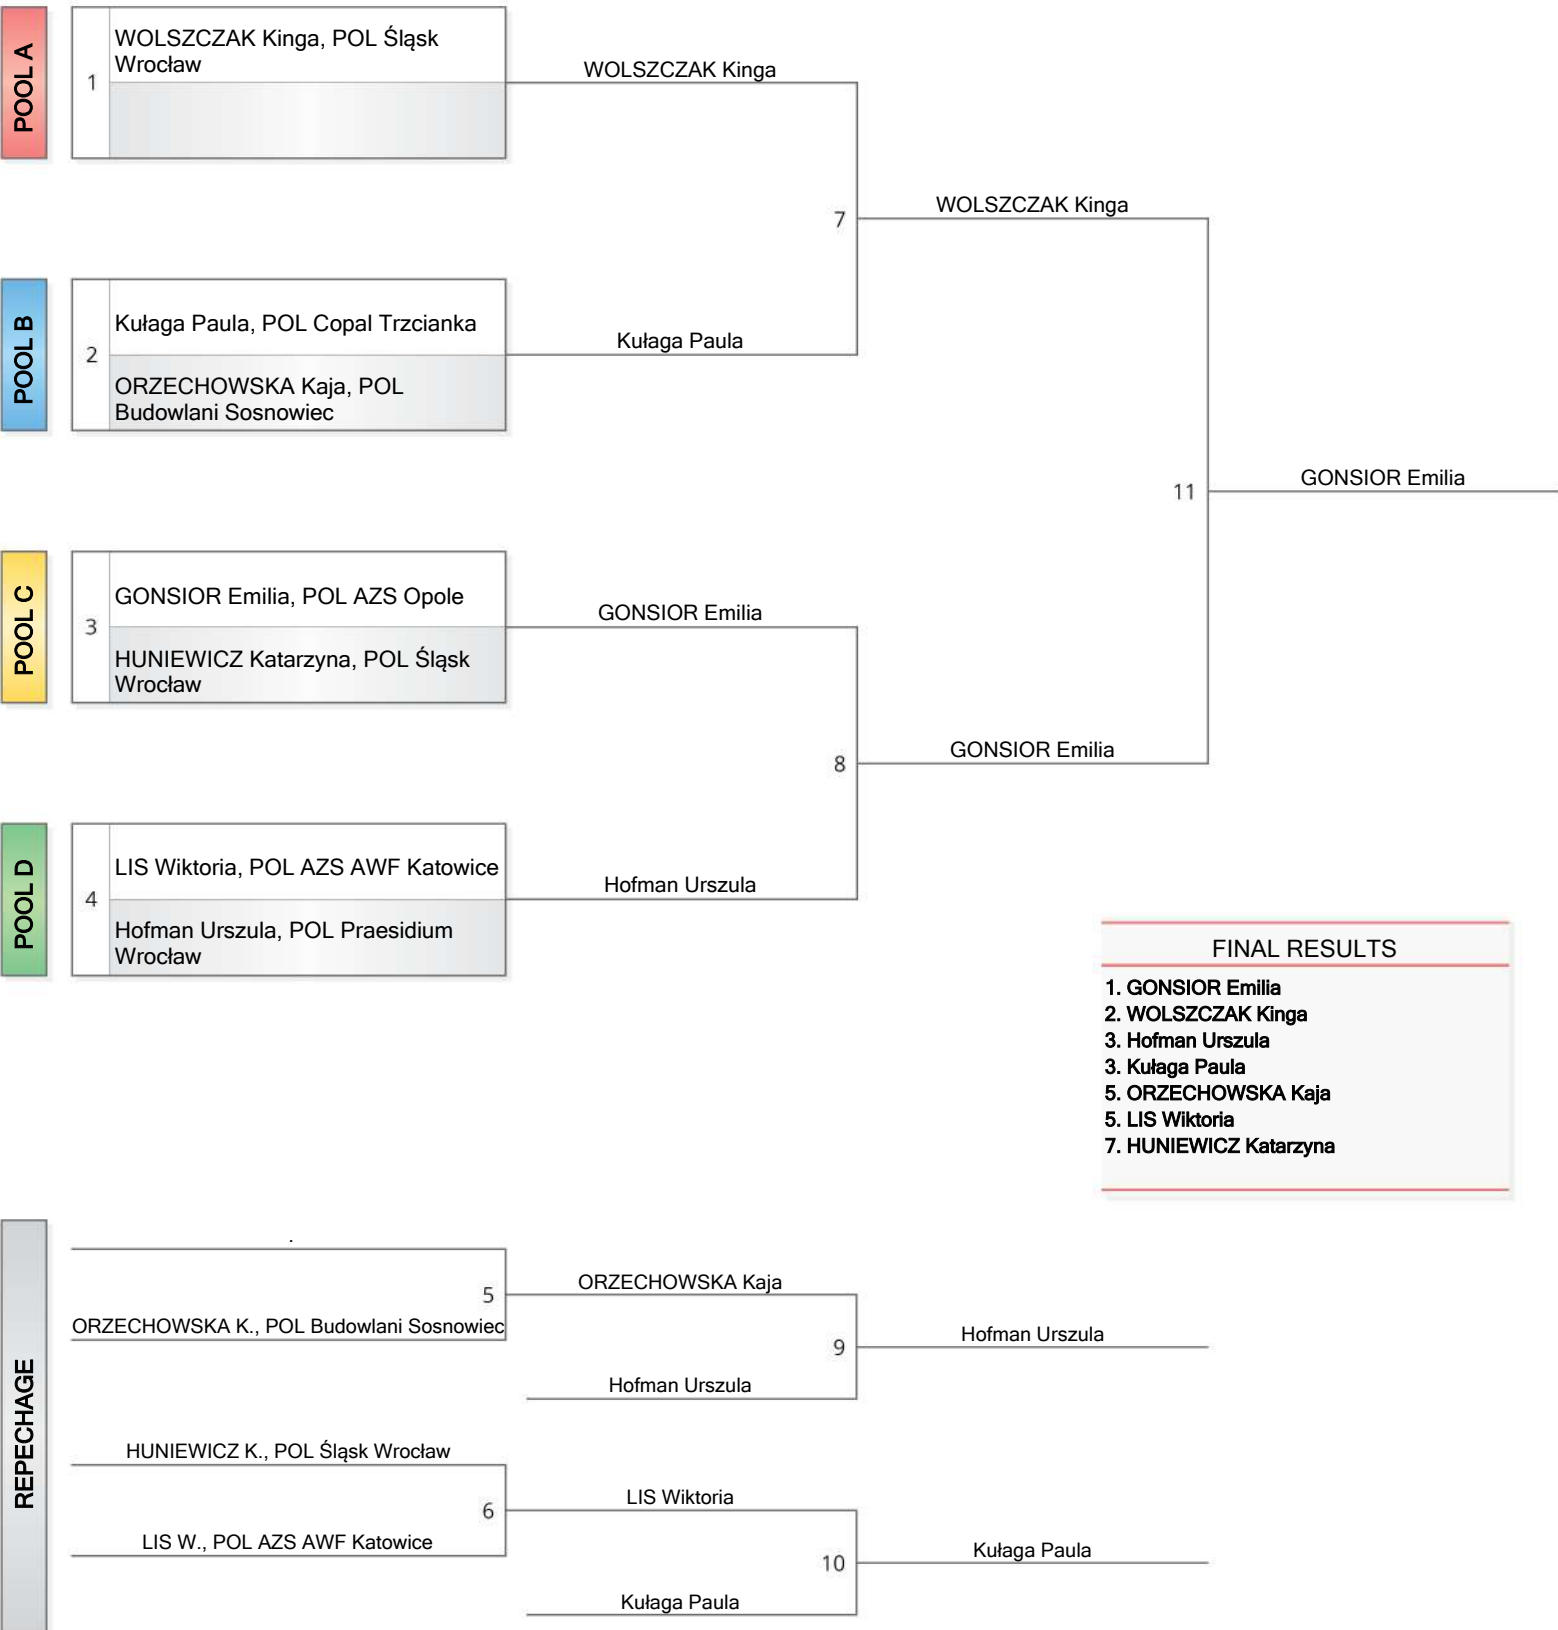 POOL A
1
WOLSZCZAK Kinga, POL Śląsk
Wrocław
WOLSZCZAK Kinga
7
WOLSZCZAK Kinga
POOL B
2
Kułaga Paula, POL Copal Trzcianka
ORZECHOWSKA Kaja, POL
Budowlani Sosnowiec
Kułaga Paula
11
GONSIOR Emilia
POOL C
3
GONSIOR Emilia, POL AZS Opole
HUNIEWICZ Katarzyna, POL Śląsk
Wrocław
GONSIOR Emilia
8
GONSIOR Emilia
POOL D
4
LIS Wiktoria, POL AZS AWF Katowice
Hofman Urszula, POL Praesidium
Wrocław
Hofman Urszula
FINAL RESULTS
1. GONSIOR Emilia
2. WOLSZCZAK Kinga
3. Hofman Urszula
3. Kułaga Paula
5. ORZECHOWSKA Kaja
5. LIS Wiktoria
7. HUNIEWICZ Katarzyna
REPECHAGE
.
5
ORZECHOWSKA K., POL Budowlani Sosnowiec
ORZECHOWSKA Kaja
9
Hofman Urszula
Hofman Urszula
HUNIEWICZ K., POL Śląsk Wrocław
6
LIS W., POL AZS AWF Katowice
LIS Wiktoria
10
Kułaga Paula
Kułaga Paula